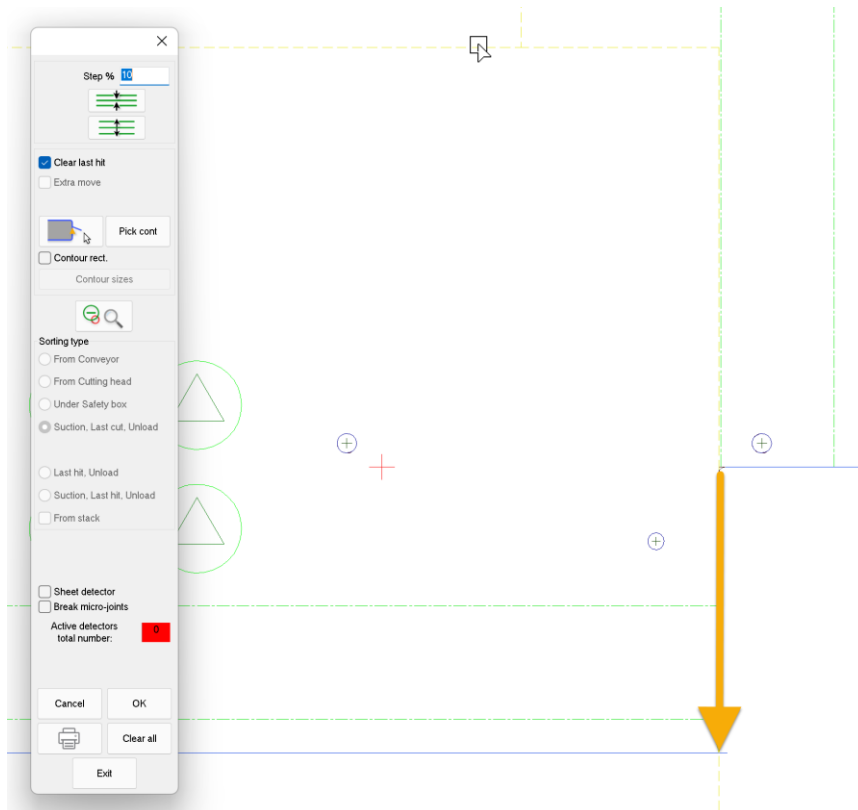 Step % 10
Clear last hit
Extra move
Pick cont
Contour rect.
Contour sizes
Sorting type
From Conveyor
From Cutting head
Under Safety box
Suction, Last cut, Unload
Last hit, Unload
Suction, Last hit, Unload
From stack
Sheet detector
Break micro-joints
Active detectors
total number:
0
Cancel
OK
Clear all
Exit